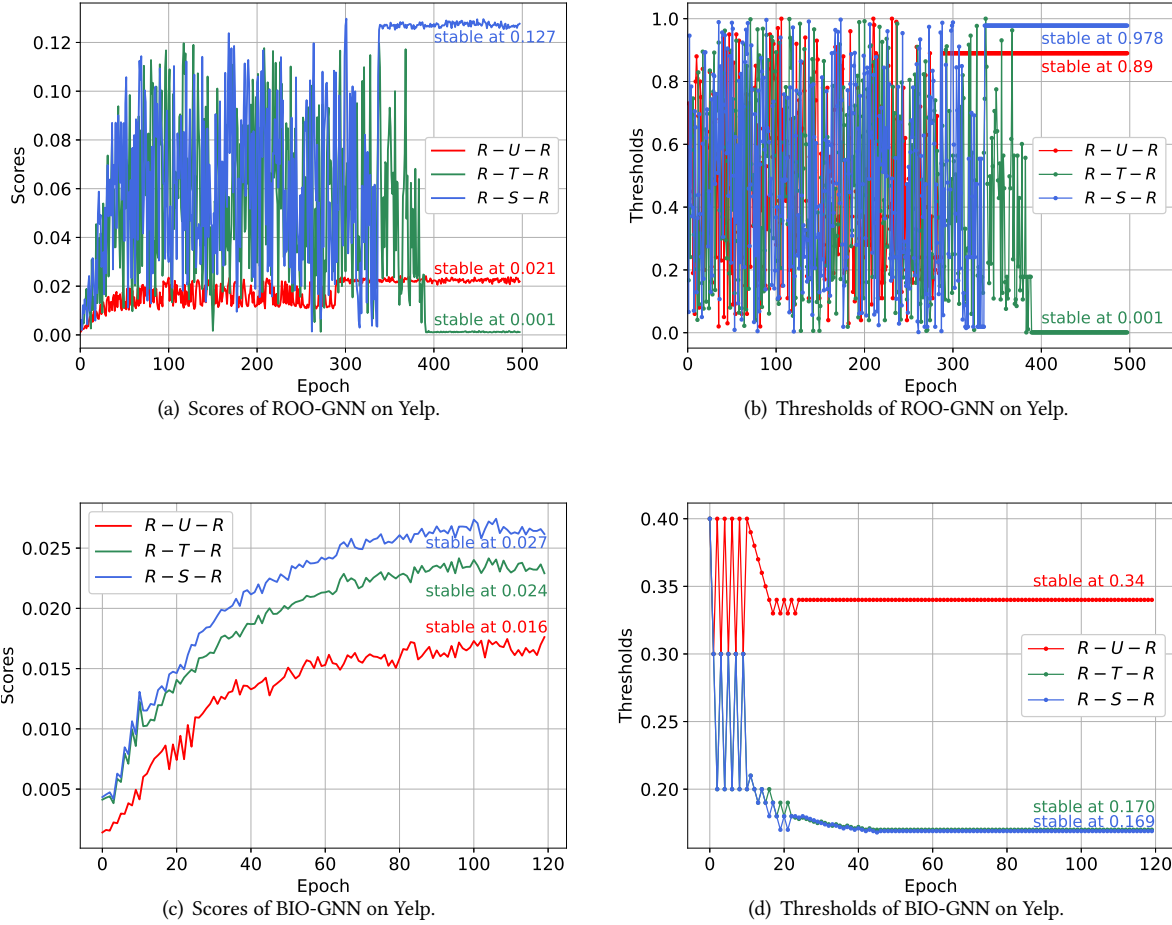 Scores
0.12
0.10
0.08
0.06
0.04
0.02
0.00
stable at 0.127
R − U − R
R − T − R
R − S − R
stable at 0.021
stable at 0.001
0 100 200 300 400 500
Epoch
(a) Scores of ROO-GNN on Yelp.
Thresholds
1.0
0.8
0.6
0.4
0.2
0.0
stable at 0.978
stable at 0.89
R − U − R
R − T − R
R − S − R
stable at 0.001
0 100 200 300 400 500
Epoch
(b) Thresholds of ROO-GNN on Yelp.
Scores
0.025
0.020
0.015
0.010
0.005
R − U − R
R − T − R
R − S − R
stable at 0.027
stable at 0.024
stable at 0.016
0 20 40 60 80 100 120
Epoch
(c) Scores of BIO-GNN on Yelp.
Thresholds
0.40
0.35
0.30
0.25
0.20
stable at 0.34
R − U − R
R − T − R
R − S − R
stable at 0.170
stable at 0.169
0 20 40 60 80 100 120
Epoch
(d) Thresholds of BIO-GNN on Yelp.